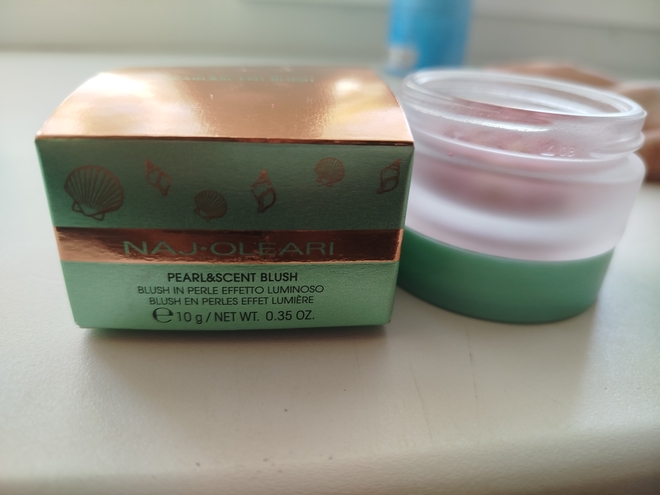 NAJ·OLEARI
PEARL&SCENT BLUSH
BLUSH IN PERLE EFFETTO LUMINOSO
BLUSH EN PERLES EFFET LUMIÈRE
℮ 10 g / NET WT. 0.35 OZ.